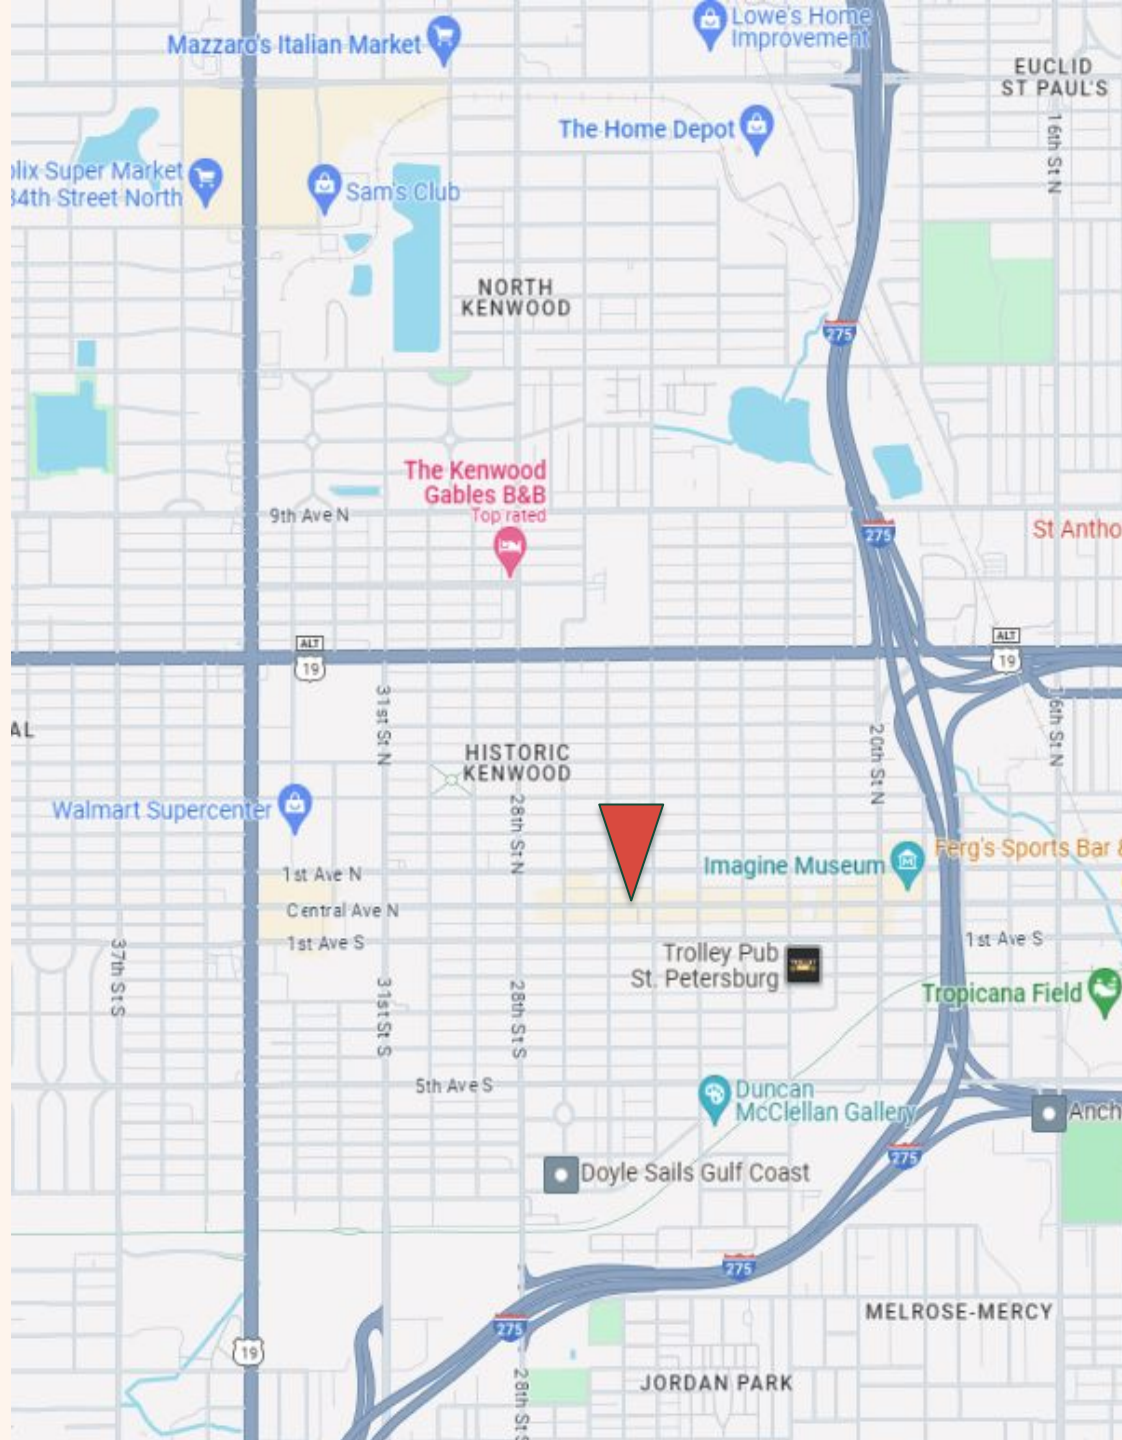 Mazzaro's Italian Market
Lowe's Home
Improvement
EUCLID
ST PAUL'S
The Home Depot
16th St N
olix Super Market
34th Street North
Sam's Club
NORTH
KENWOOD
275
The Kenwood
Gables B&B
Top rated
9th Ave N
St Antho
275
ALT
19
ALT
19
31st St N
16th St N
AL
HISTORIC
KENWOOD
20th St N
Walmart Supercenter
28th St N
Ferg's Sports Bar &
Imagine Museum
1st Ave N
Central Ave N
1st Ave S
1st Ave S
37th St S
Trolley Pub
St. Petersburg
31st St S
28th St S
Tropicana Field
5th Ave S
Duncan
McClellan Gallery
Anch
275
Doyle Sails Gulf Coast
275
MELROSE-MERCY
275
19
JORDAN PARK
28th St S